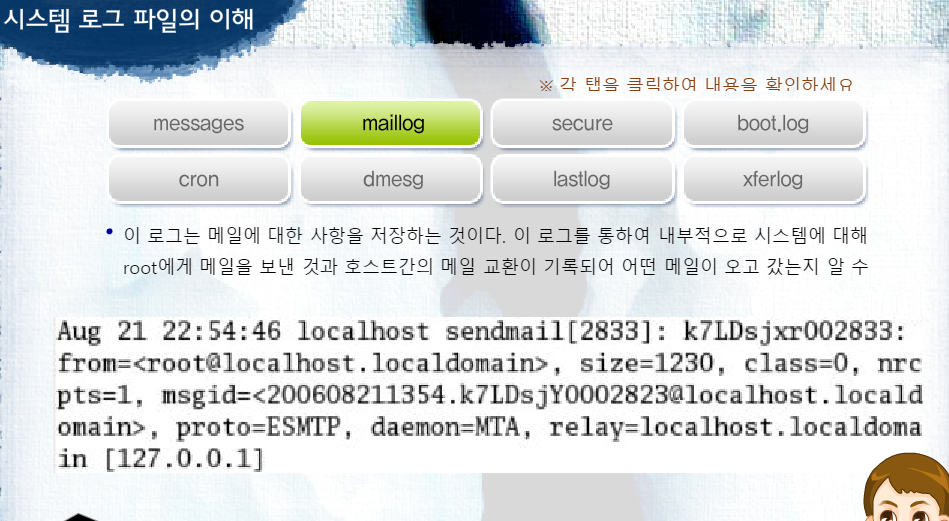 시스템 로그 파일의 이해
※ 각 탭을 클릭하여 내용을 확인하세요
messages
maillog
secure
boot.log
cron
dmesg
lastlog
xferlog
• 이 로그는 메일에 대한 사항을 저장하는 것이다. 이 로그를 통하여 내부적으로 시스템에 대해
root에게 메일을 보낸 것과 호스트간의 메일 교환이 기록되어 어떤 메일이 오고 갔는지 알 수
Aug 21 22:54:46 localhost sendmail[2833]: k7LDsjxr002833:
from=<root@localhost.localdomain>, size=1230, class=0, nrc
pts=1, msgid=<200608211354.k7LDsjY0002823@localhost.locald
omain>, proto=ESMTP, daemon=MTA, relay=localhost.localdoma
in [127.0.0.1]